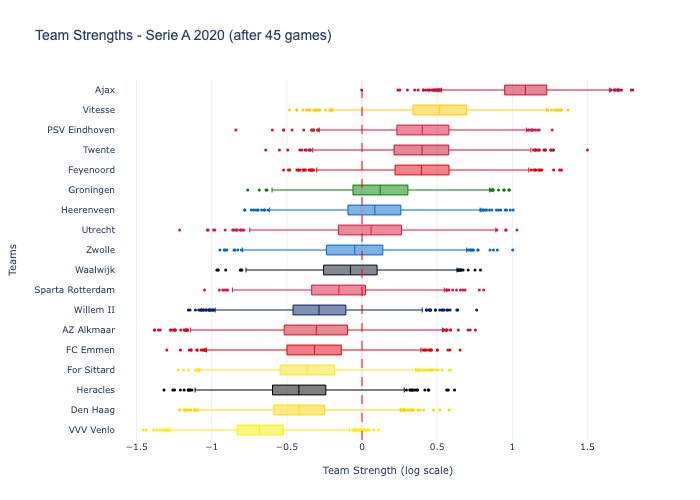 Team Strengths - Serie A 2020 (after 45 games)
Ajax
Vitesse
PSV Eindhoven
Twente
Feyenoord
Groningen
Heerenveen
Utrecht
Zwolle
Waalwijk
Sparta Rotterdam
Willem II
AZ Alkmaar
FC Emmen
For Sittard
Heracles
Den Haag
VVV Venlo
Teams
−1.5 −1 −0.5 0 0.5 1 1.5
Team Strength (log scale)